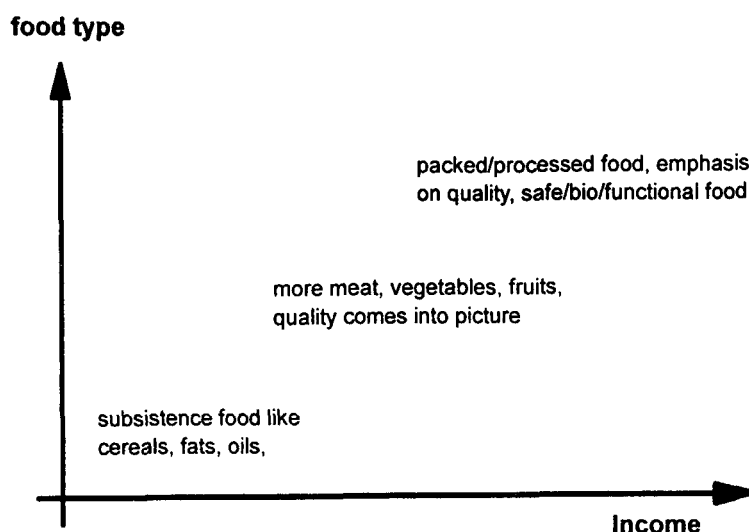 food type
packed/processed food, emphasis
on quality, safe/bio/functional food
more meat, vegetables, fruits,
quality comes into picture
subsistence food like
cereals, fats, oils,
Income